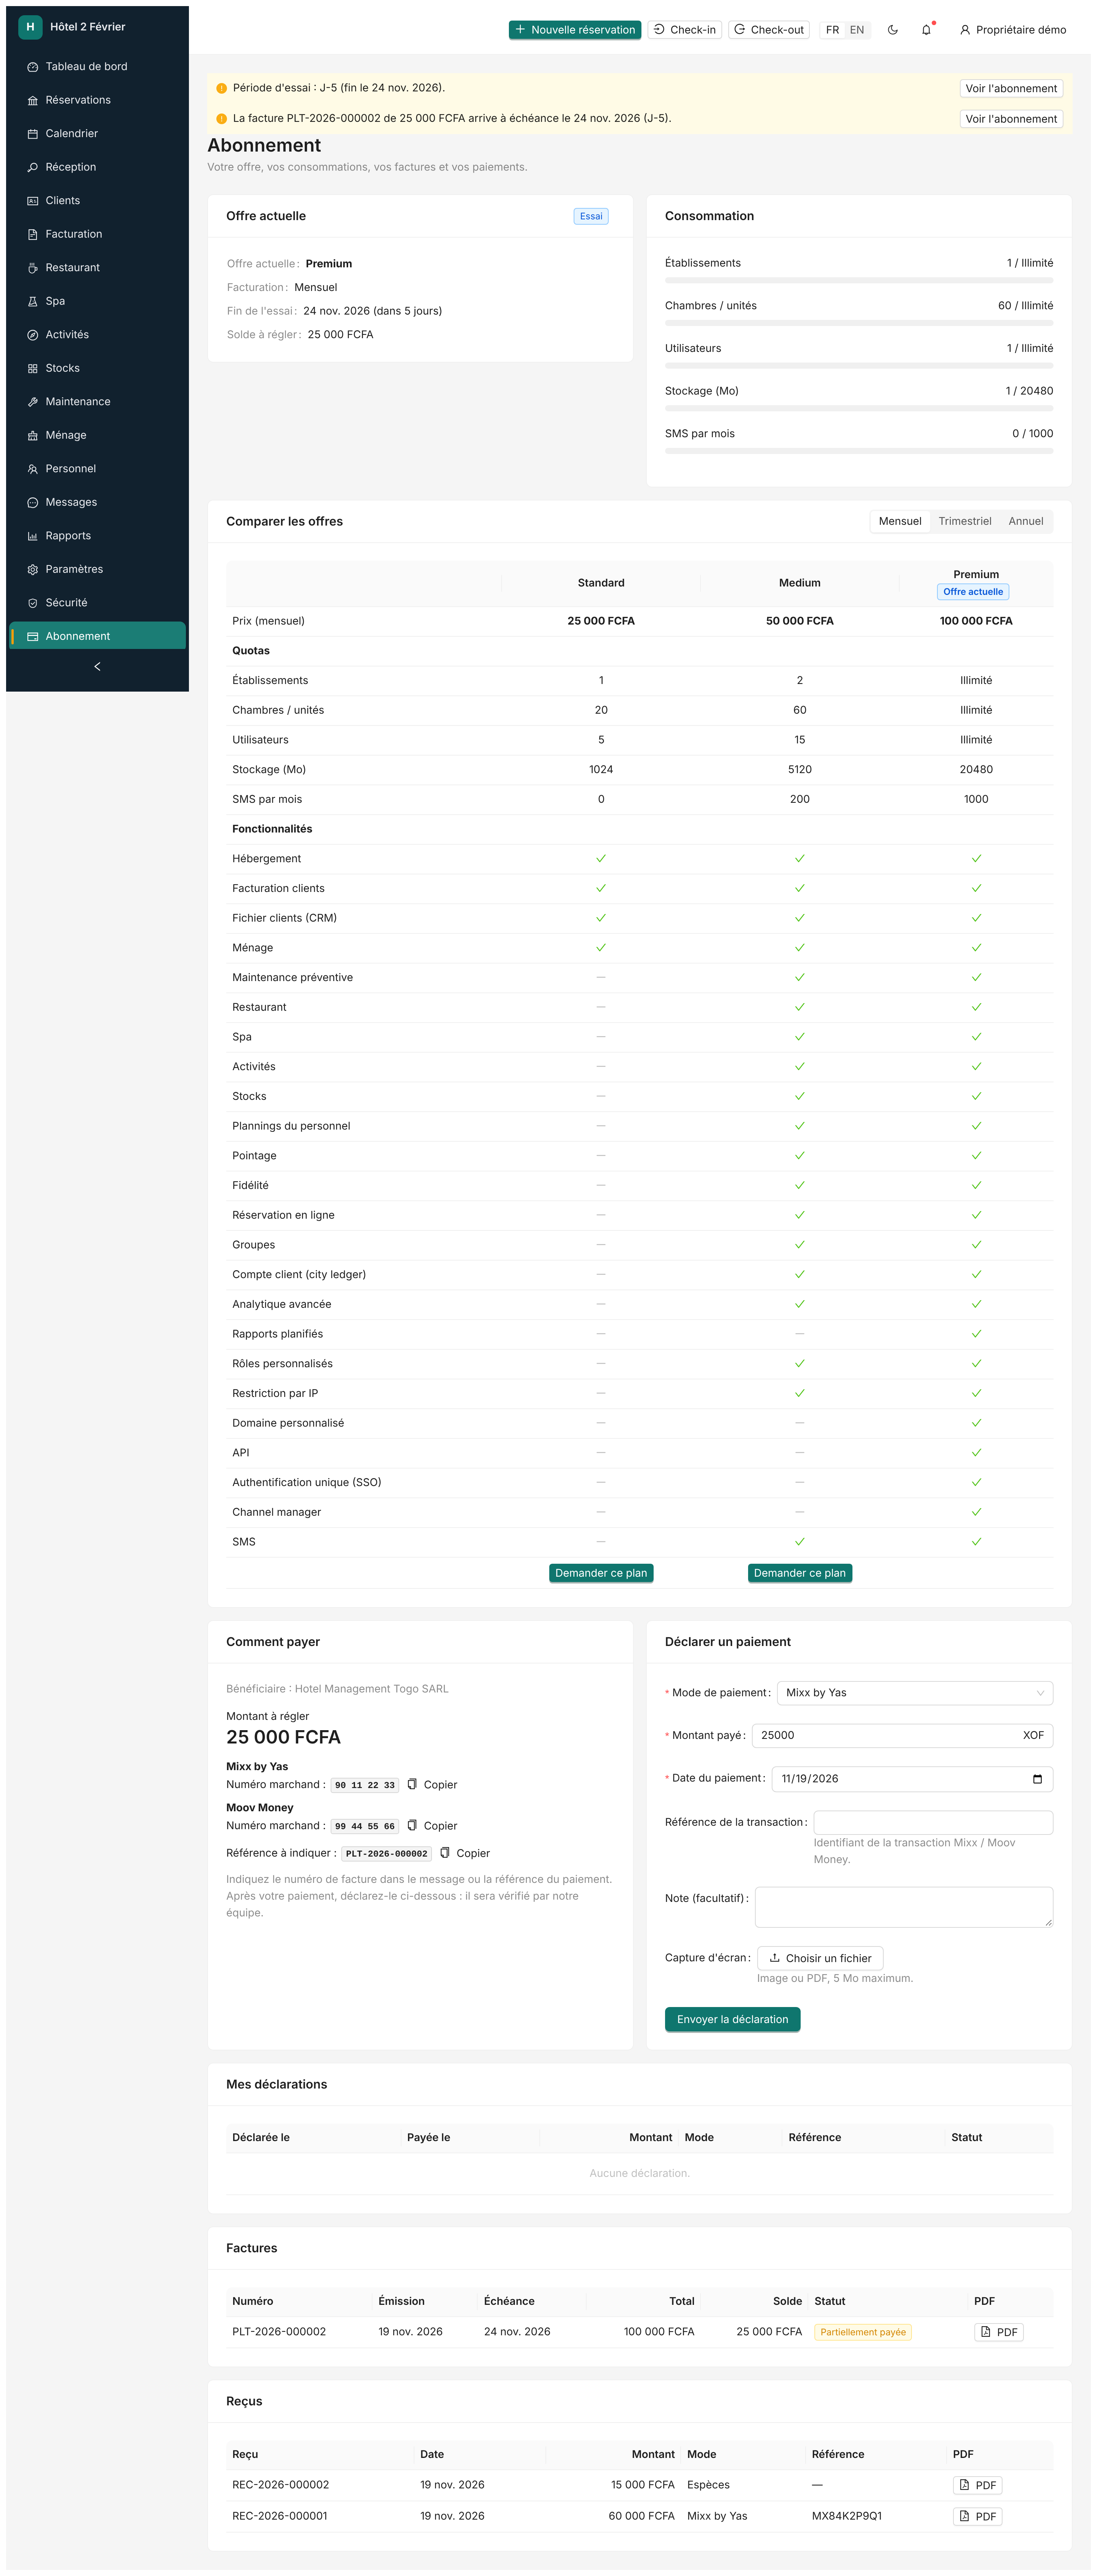 H Hôtel 2 Février
Tableau de bord
Réservations
Calendrier
Réception
Clients
Facturation
Restaurant
Spa
Activités
Stocks
Maintenance
Ménage
Personnel
Messages
Rapports
Paramètres
Sécurité
Abonnement
Nouvelle réservation Check-in Check-out FR EN Propriétaire démo
Période d'essai : J-5 (fin le 24 nov. 2026). Voir l'abonnement
La facture PLT-2026-000002 de 25 000 FCFA arrive à échéance le 24 nov. 2026 (J-5). Voir l'abonnement
Abonnement
Votre offre, vos consommations, vos factures et vos paiements.
Offre actuelle Essai
Offre actuelle : Premium
Facturation : Mensuel
Fin de l'essai : 24 nov. 2026 (dans 5 jours)
Solde à régler : 25 000 FCFA
Consommation
Établissements 1 / Illimité
Chambres / unités 60 / Illimité
Utilisateurs 1 / Illimité
Stockage (Mo) 1 / 20480
SMS par mois 0 / 1000
Comparer les offres Mensuel Trimestriel Annuel
Standard Medium Premium
Offre actuelle
Prix (mensuel) 25 000 FCFA 50 000 FCFA 100 000 FCFA
Quotas
Établissements 1 2 Illimité
Chambres / unités 20 60 Illimité
Utilisateurs 5 15 Illimité
Stockage (Mo) 1024 5120 20480
SMS par mois 0 200 1000
Fonctionnalités
Hébergement
Facturation clients
Fichier clients (CRM)
Ménage
Maintenance préventive —
Restaurant —
Spa —
Activités —
Stocks —
Plannings du personnel —
Pointage —
Fidélité —
Réservation en ligne —
Groupes —
Compte client (city ledger) —
Analytique avancée —
Rapports planifiés — —
Rôles personnalisés —
Restriction par IP —
Domaine personnalisé — —
API — —
Authentification unique (SSO) — —
Channel manager — —
SMS —
Demander ce plan Demander ce plan
Comment payer
Bénéficiaire : Hotel Management Togo SARL
Montant à régler
25 000 FCFA
Mixx by Yas
Numéro marchand : 90 11 22 33 Copier
Moov Money
Numéro marchand : 99 44 55 66 Copier
Référence à indiquer : PLT-2026-000002 Copier
Indiquez le numéro de facture dans le message ou la référence du paiement.
Après votre paiement, déclarez-le ci-dessous : il sera vérifié par notre
équipe.
Déclarer un paiement
* Mode de paiement : Mixx by Yas
* Montant payé : 25000 XOF
* Date du paiement : 11/19/2026
Référence de la transaction :
Identifiant de la transaction Mixx / Moov
Money.
Note (facultatif) :
Capture d'écran : Choisir un fichier
Image ou PDF, 5 Mo maximum.
Envoyer la déclaration
Mes déclarations
Déclarée le Payée le Montant Mode Référence Statut
Aucune déclaration.
Factures
Numéro Émission Échéance Total Solde Statut PDF
PLT-2026-000002 19 nov. 2026 24 nov. 2026 100 000 FCFA 25 000 FCFA Partiellement payée PDF
Reçus
Reçu Date Montant Mode Référence PDF
REC-2026-000002 19 nov. 2026 15 000 FCFA Espèces — PDF
REC-2026-000001 19 nov. 2026 60 000 FCFA Mixx by Yas MX84K2P9Q1 PDF